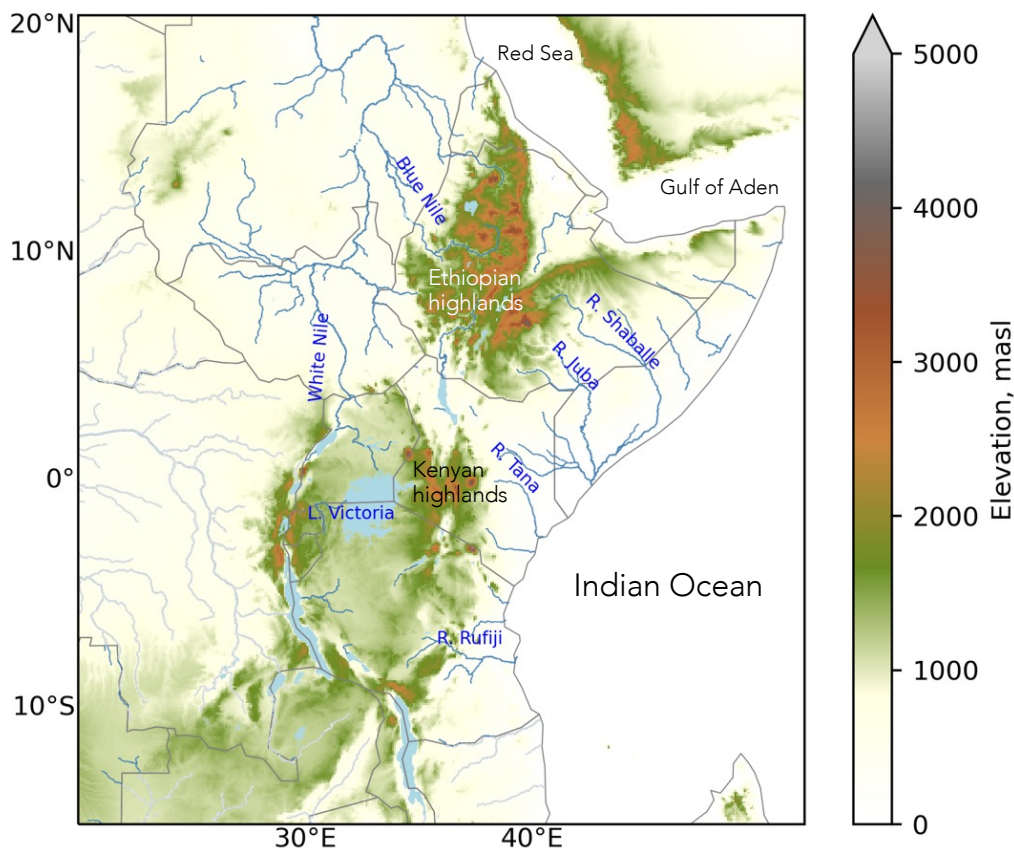 20°N
Red Sea
5000
Gulf of Aden
Blue Nile
4000
10°N
Ethiopian
highlands
R. Shaballe
White Nile
R. Juba
3000
Elevation, masl
0°
Kenyan
highlands
R. Tana
L. Victoria
2000
Indian Ocean
R. Rufiji
1000
10°S
0
30°E
40°E